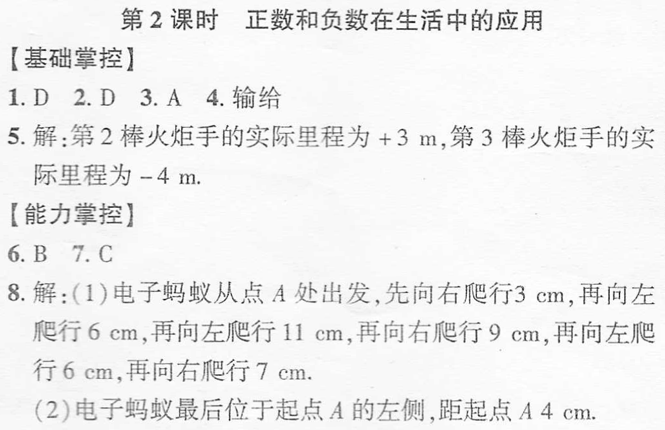 第2课时　正数和负数在生活中的应用
【基础掌控】
1. D　2. D　3. A　4. 输给
5. 解:第2棒火炬手的实际里程为 +3 m,第3棒火炬手的实
际里程为 -4 m.
【能力掌控】
6. B　7. C
8. 解:(1)电子蚂蚁从点 A 处出发,先向右爬行3 cm,再向左
爬行 6 cm,再向左爬行 11 cm,再向右爬行 9 cm,再向左爬
行 6 cm,再向右爬行 7 cm.
(2)电子蚂蚁最后位于起点 A 的左侧,距起点 A 4 cm.